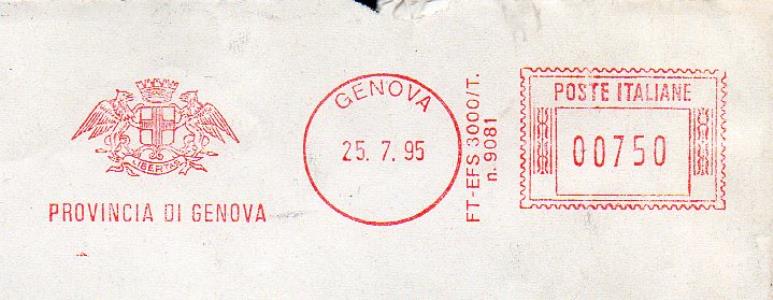 LIBERTAS
PROVINCIA DI GENOVA
GENOVA
25. 7. 95
FT-EFS 3000/T.
n. 9081
POSTE ITALIANE
00750